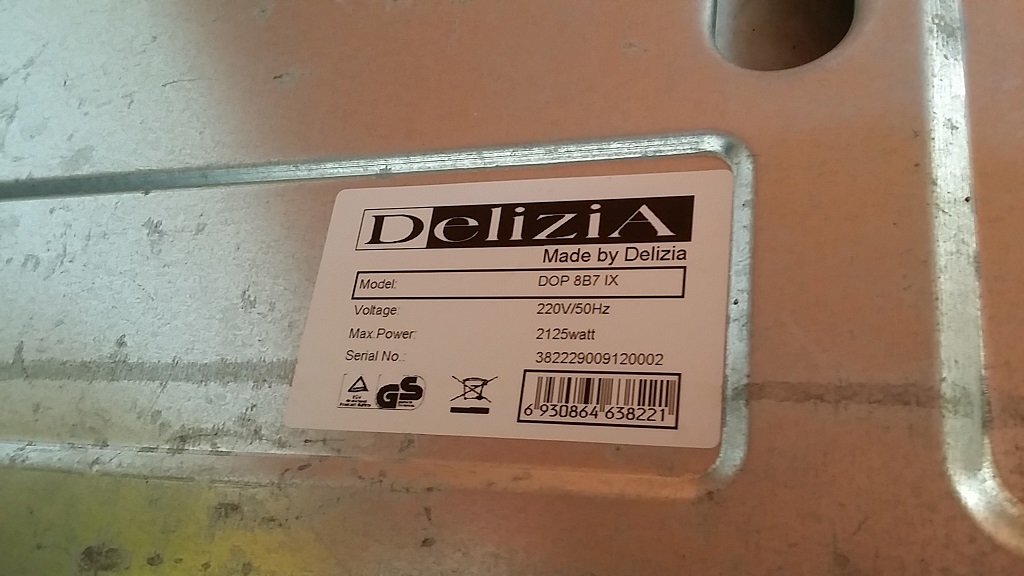 DeliziA
Made by Delizia
Model: DOP 8B7 IX
Voltage: 220V/50Hz
Max.Power: 2125watt
Serial No.: 382229009120002
GS
6 930864 638221